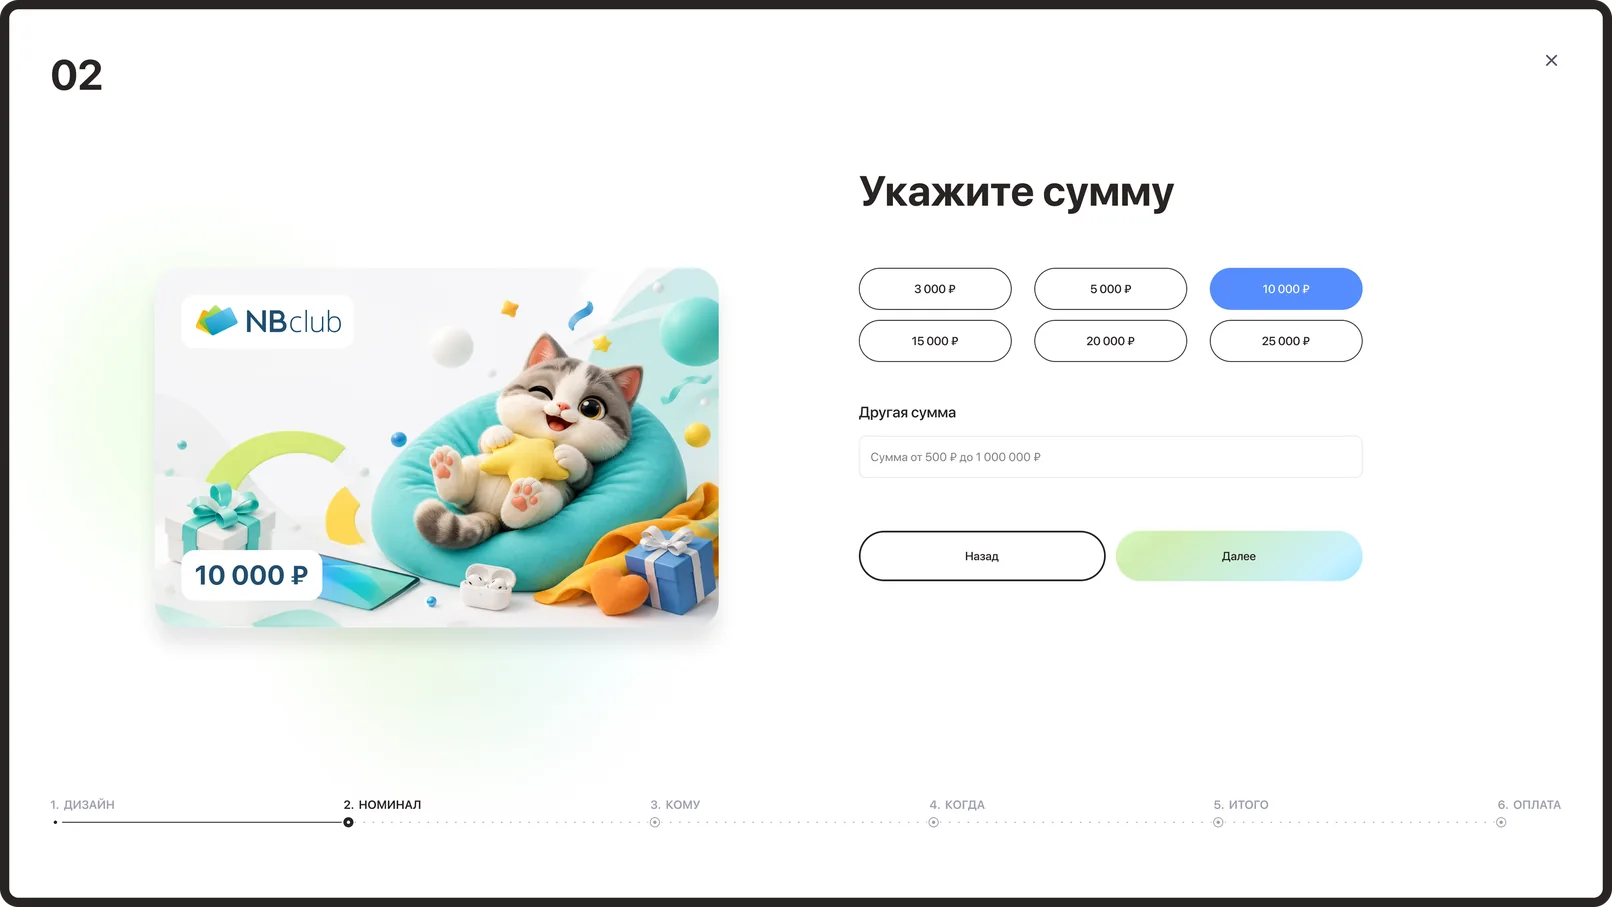 02
NBclub
10 000 ₽
Укажите сумму
3 000 ₽
5 000 ₽
10 000 ₽
15 000 ₽
20 000 ₽
25 000 ₽
Другая сумма
Сумма от 500 ₽ до 1 000 000 ₽
Назад
Далее
1. ДИЗАЙН
2. НОМИНАЛ
3. КОМУ
4. КОГДА
5. ИТОГО
6. ОПЛАТА